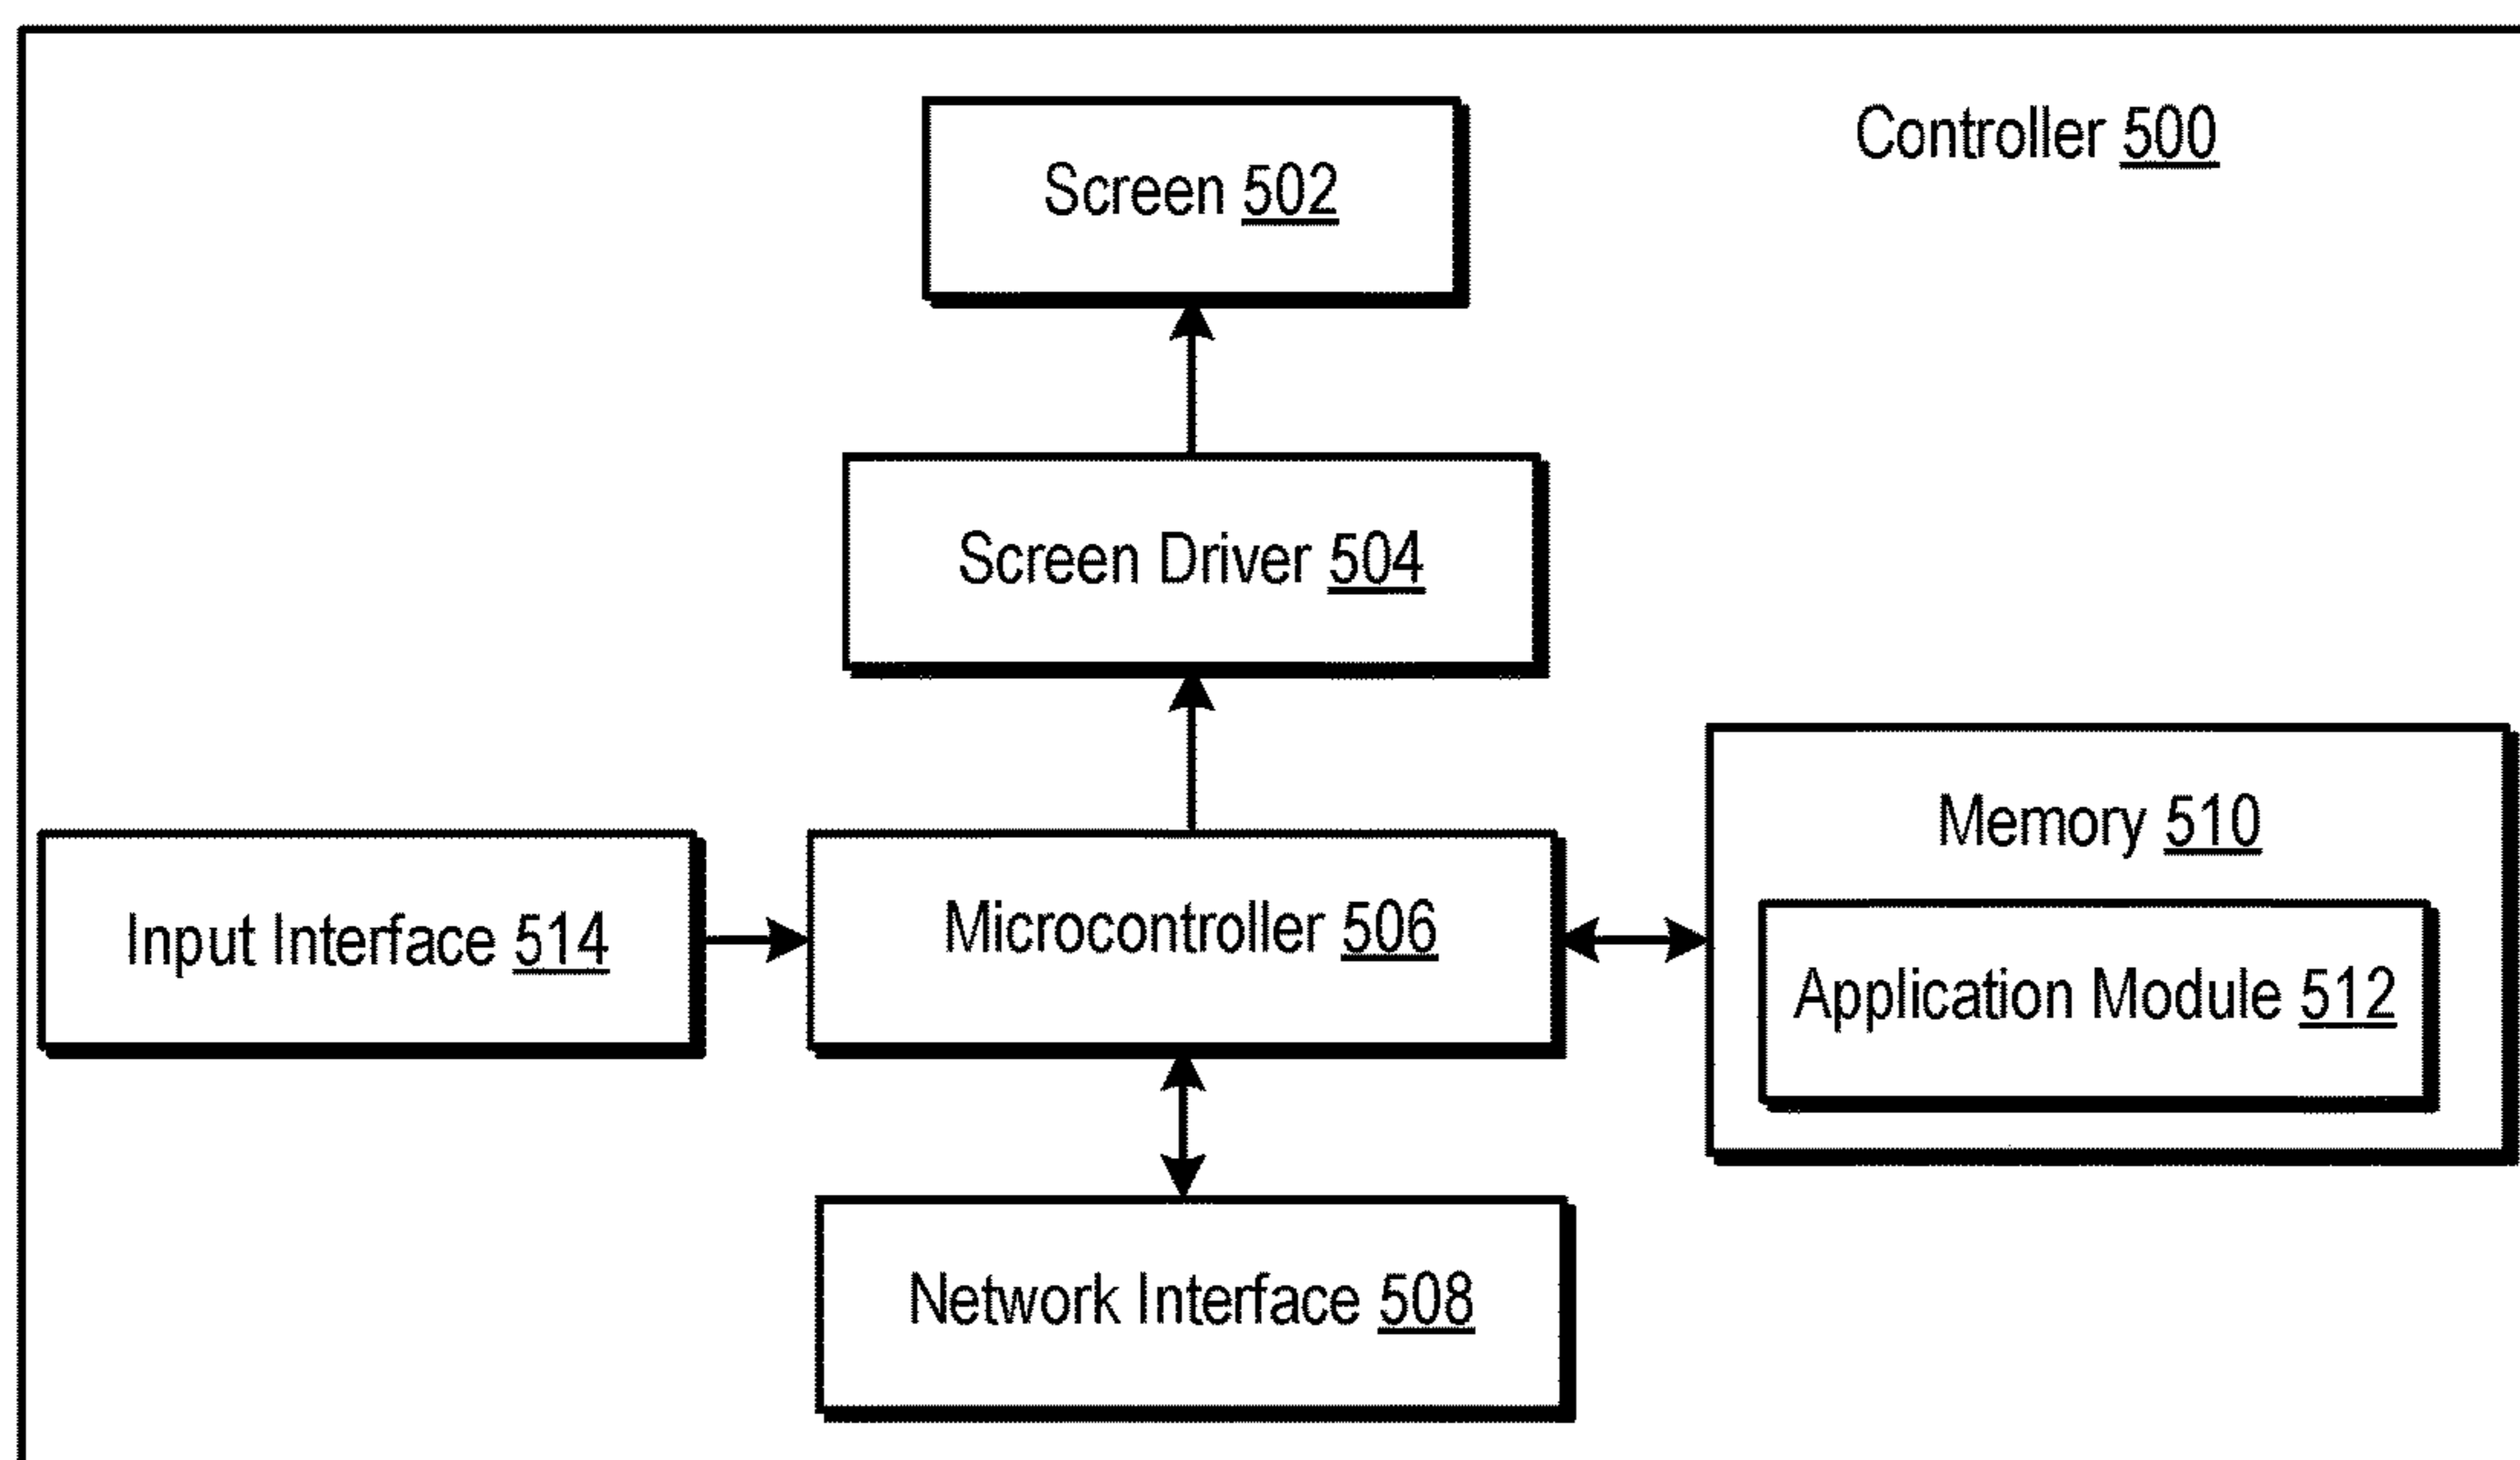 Controller 500
Screen 502
Screen Driver 504
Memory 510
Input Interface 514
Microcontroller 506
Application Module 512
Network Interface 508